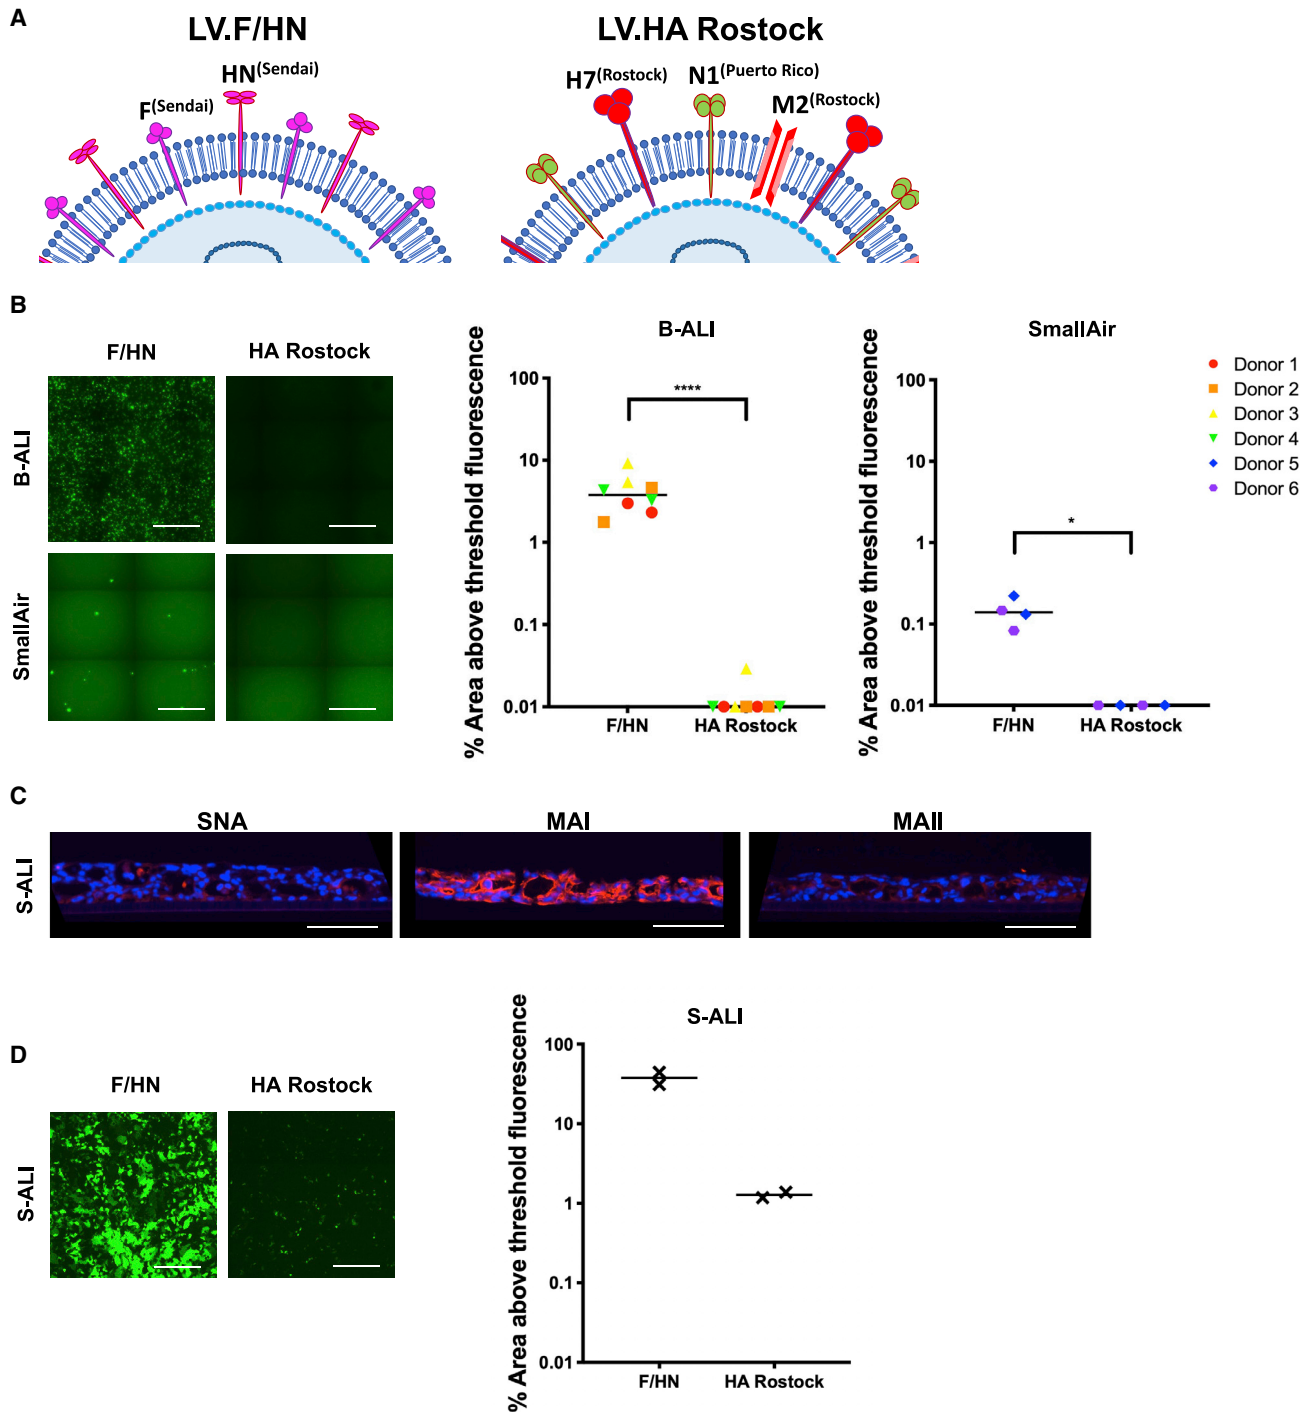 A
LV.F/HN
LV.HA Rostock
HN(Sendai)
F(Sendai)
H7(Rostock)
N1(Puerto Rico)
M2(Rostock)
B
F/HN
HA Rostock
B-ALI
SmallAir
B-ALI
% Area above threshold fluorescence
100
10
1
0.1
0.01
****
F/HN
HA Rostock
SmallAir
% Area above threshold fluorescence
100
10
1
0.1
0.01
*
F/HN
HA Rostock
Donor 1
Donor 2
Donor 3
Donor 4
Donor 5
Donor 6
C
SNA
MAI
MAII
S-ALI
D
F/HN
HA Rostock
S-ALI
S-ALI
% Area above threshold fluorescence
100
10
1
0.1
0.01
F/HN
HA Rostock